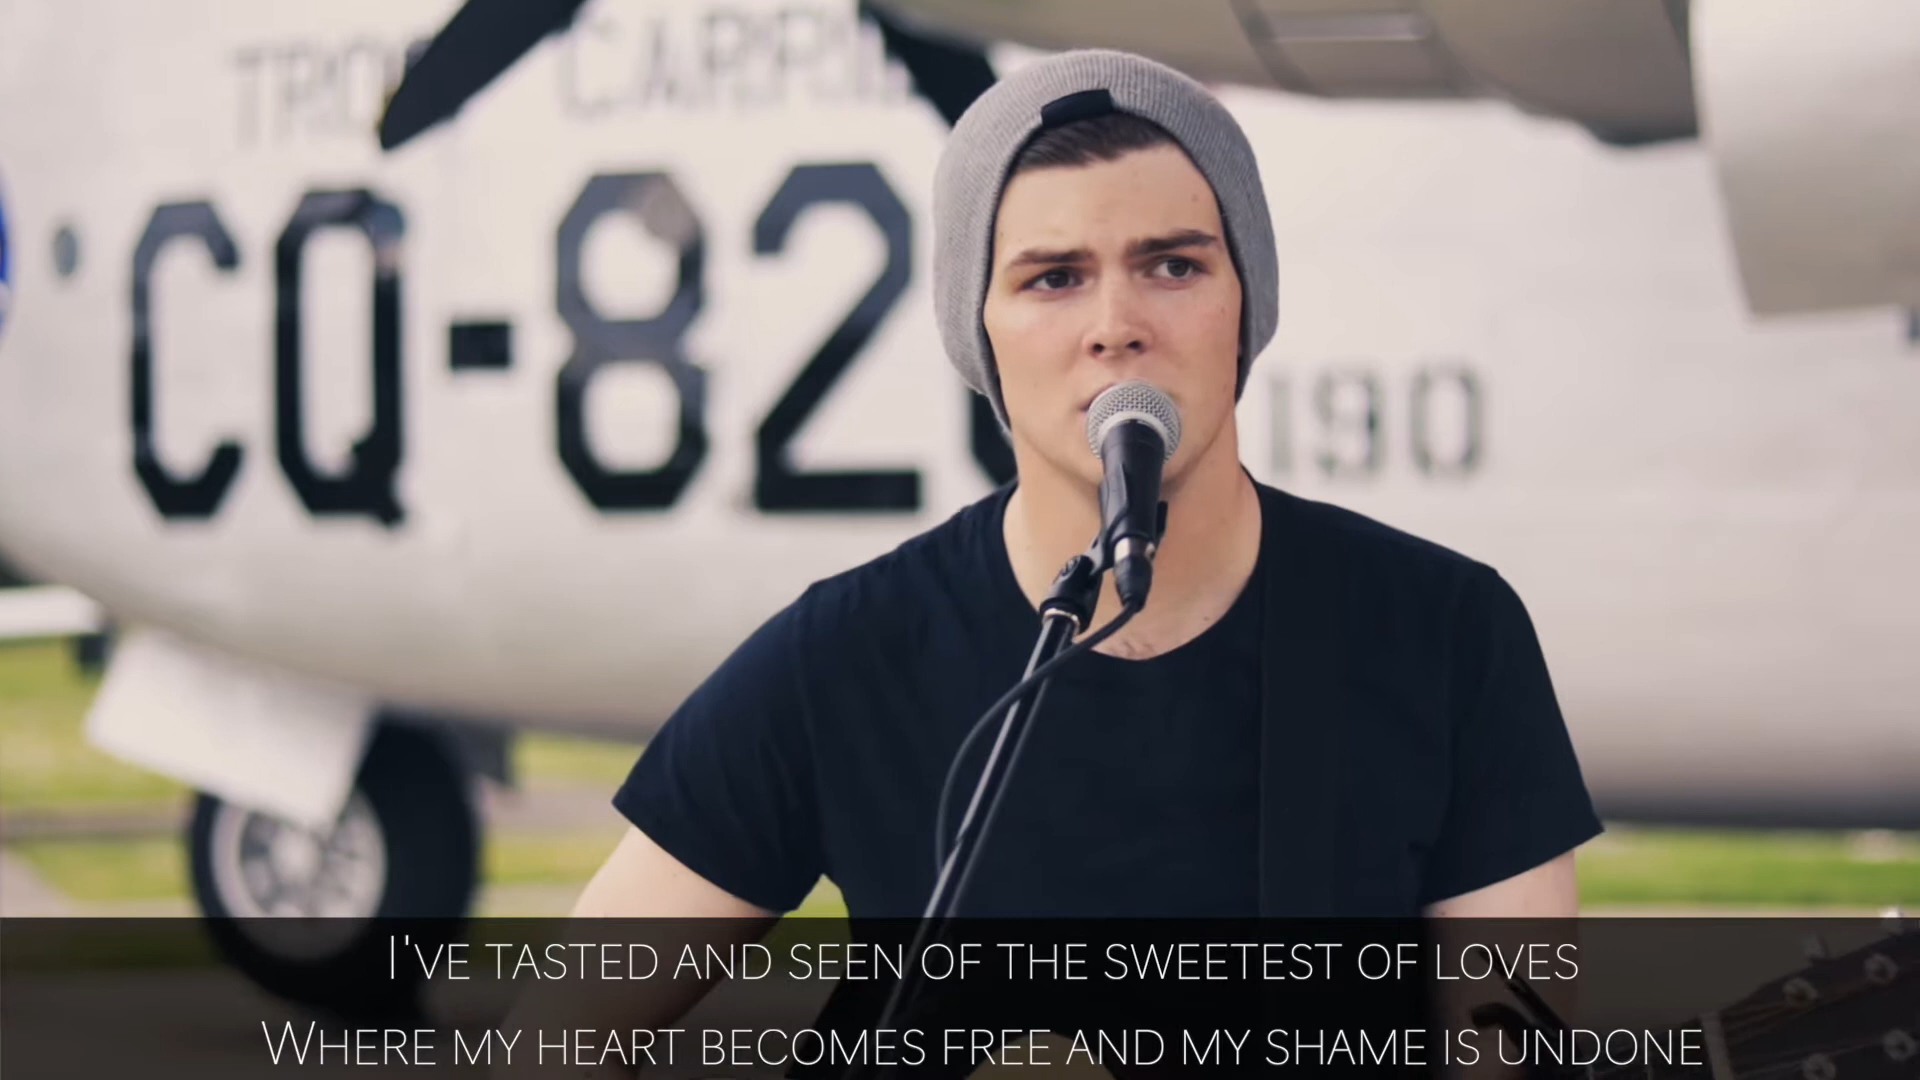 CQ-82
190
I'VE TASTED AND SEEN OF THE SWEETEST OF LOVES
WHERE MY HEART BECOMES FREE AND MY SHAME IS UNDONE